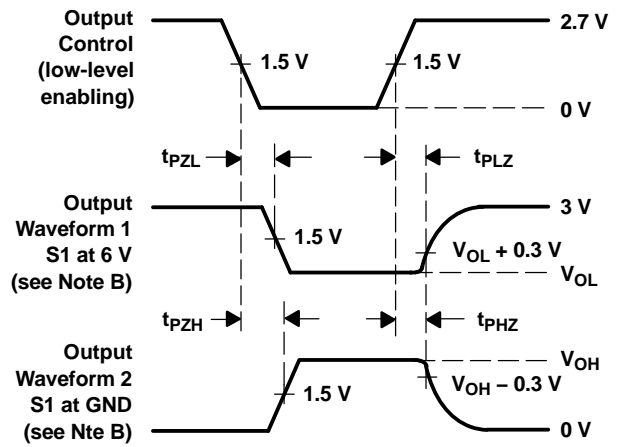 Output
Control
(low-level
enabling)
2.7 V
1.5 V
1.5 V
0 V
tPZL
tPLZ
Output
Waveform 1
S1 at 6 V
(see Note B)
3 V
1.5 V
VOL + 0.3 V
VOL
tPZH
tPHZ
Output
Waveform 2
S1 at GND
(see Nte B)
VOH
1.5 V
VOH − 0.3 V
0 V